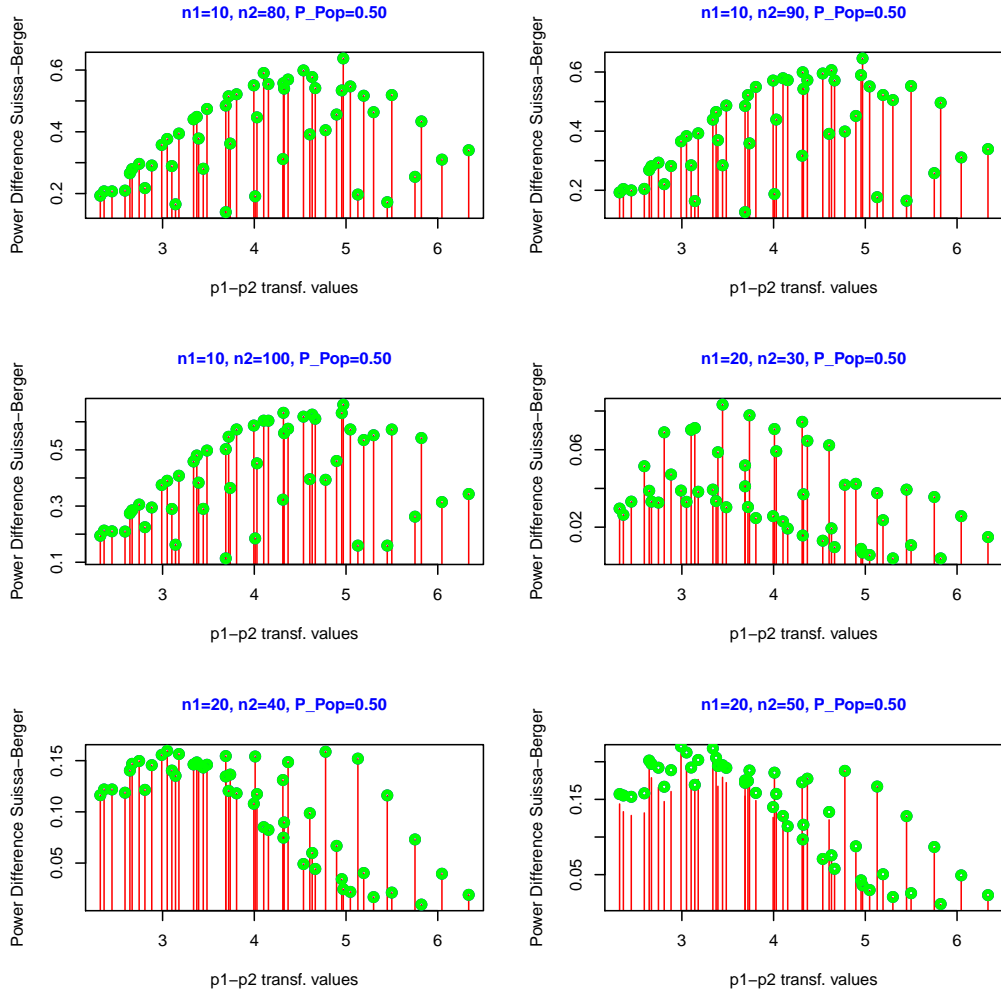 n1=10, n2=80, P_Pop=0.50
Power Difference Suissa−Berger
0.6
0.4
0.2
3 4 5 6
p1−p2 transf. values
n1=10, n2=90, P_Pop=0.50
Power Difference Suissa−Berger
0.6
0.4
0.2
3 4 5 6
p1−p2 transf. values
n1=10, n2=100, P_Pop=0.50
Power Difference Suissa−Berger
0.5
0.3
0.1
3 4 5 6
p1−p2 transf. values
n1=20, n2=30, P_Pop=0.50
Power Difference Suissa−Berger
0.06
0.02
3 4 5 6
p1−p2 transf. values
n1=20, n2=40, P_Pop=0.50
Power Difference Suissa−Berger
0.15
0.10
0.05
3 4 5 6
p1−p2 transf. values
n1=20, n2=50, P_Pop=0.50
Power Difference Suissa−Berger
0.15
0.05
3 4 5 6
p1−p2 transf. values